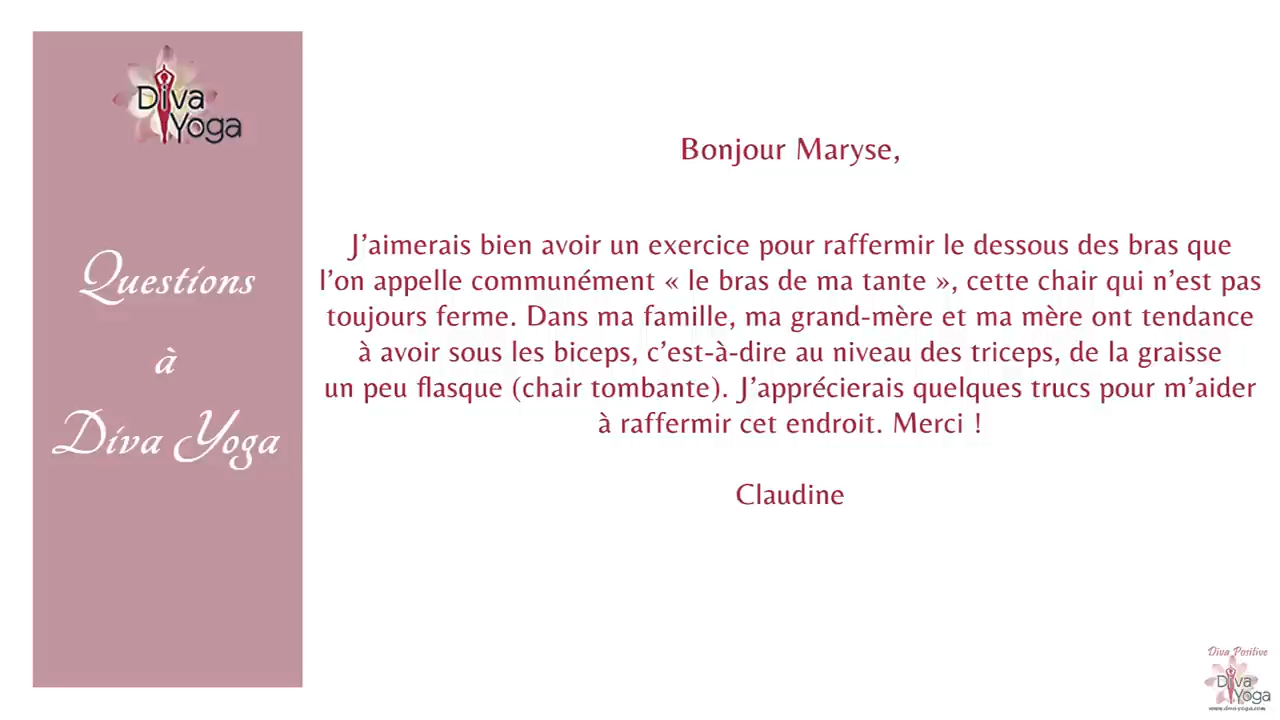 Diva
Yoga
Questions
à
Diva Yoga
Bonjour Maryse,
J’aimerais bien avoir un exercice pour raffermir le dessous des bras que
l’on appelle communément « le bras de ma tante », cette chair qui n’est pas
toujours ferme. Dans ma famille, ma grand-mère et ma mère ont tendance
à avoir sous les biceps, c’est-à-dire au niveau des triceps, de la graisse
un peu flasque (chair tombante). J’apprécierais quelques trucs pour m’aider
à raffermir cet endroit. Merci !
Claudine
Diva Positive
Diva
Yoga
www.diva-yoga.com